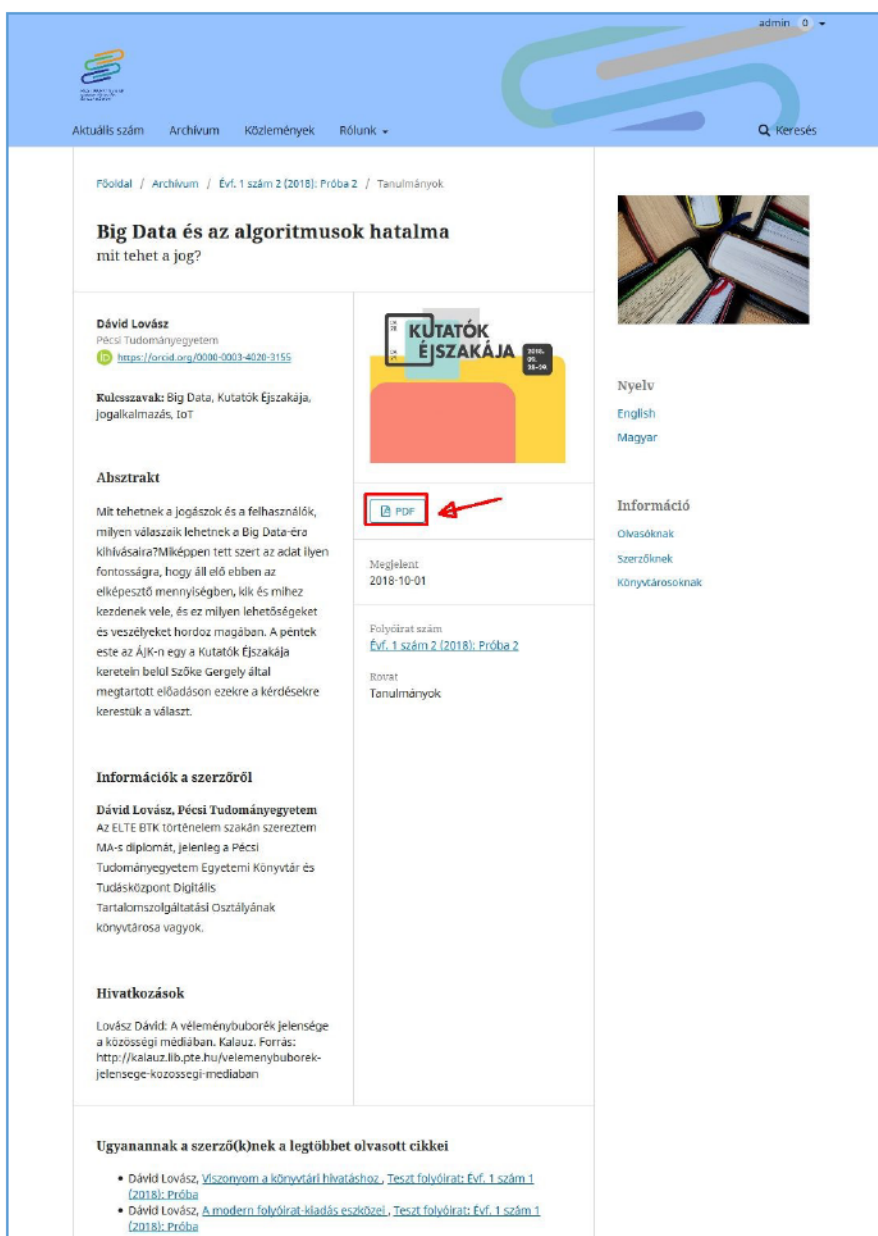 admin 0
Aktuális szám Archívum Közlemények Rólunk
Keresés
Főoldal / Archívum / Évf. 1 szám 2 (2018): Próba 2 / Tanulmányok
Big Data és az algoritmusok hatalma
mit tehet a jog?
Dávid Lovász
Pécsi Tudományegyetem
iD https://orcid.org/0000-0003-4020-3155
Kulcsszavak: Big Data, Kutatók Éjszakája,
jogalkalmazás, IoT
Absztrakt
Mit tehetnek a jogászok és a felhasználók,
milyen válaszaik lehetnek a Big Data-éra
kihívásaira?Miképpen tett szert az adat ilyen
fontosságra, hogy áll elő ebben az
elképesztő mennyiségben, kik és mihez
kezdenek vele, és ez milyen lehetőségeket
és veszélyeket hordoz magában. A péntek
este az ÁJK-n egy a Kutatók Éjszakája
keretein belül Szőke Gergely által
megtartott előadáson ezekre a kérdésekre
kerestük a választ.
Információk a szerzőről
Dávid Lovász, Pécsi Tudományegyetem
Az ELTE BTK történelem szakán szereztem
MA-s diplomát, jelenleg a Pécsi
Tudományegyetem Egyetemi Könyvtár és
Tudásközpont Digitális
Tartalomszolgáltatási Osztályának
könyvtárosa vagyok.
Hivatkozások
Lovász Dávid: A véleménybuborék jelensége
a közösségi médiában. Kalauz. Forrás:
http://kalauz.lib.pte.hu/velemenybuborek-
jelensege-kozossegi-mediaban
KUTATÓK
ÉJSZAKÁJA
2018.
09.
28-29.
PDF
Megjelent
2018-10-01
Folyóirat szám
Évf. 1 szám 2 (2018): Próba 2
Rovat
Tanulmányok
Nyelv
English
Magyar
Információ
Olvasóknak
Szerzőknek
Könyvtárosoknak
Ugyanannak a szerző(k)nek a legtöbbet olvasott cikkei
Dávid Lovász, Viszonyom a könyvtári hivatáshoz , Teszt folyóirat: Évf. 1 szám 1
(2018): Próba
Dávid Lovász, A modern folyóirat-kiadás eszközei , Teszt folyóirat: Évf. 1 szám 1
(2018): Próba